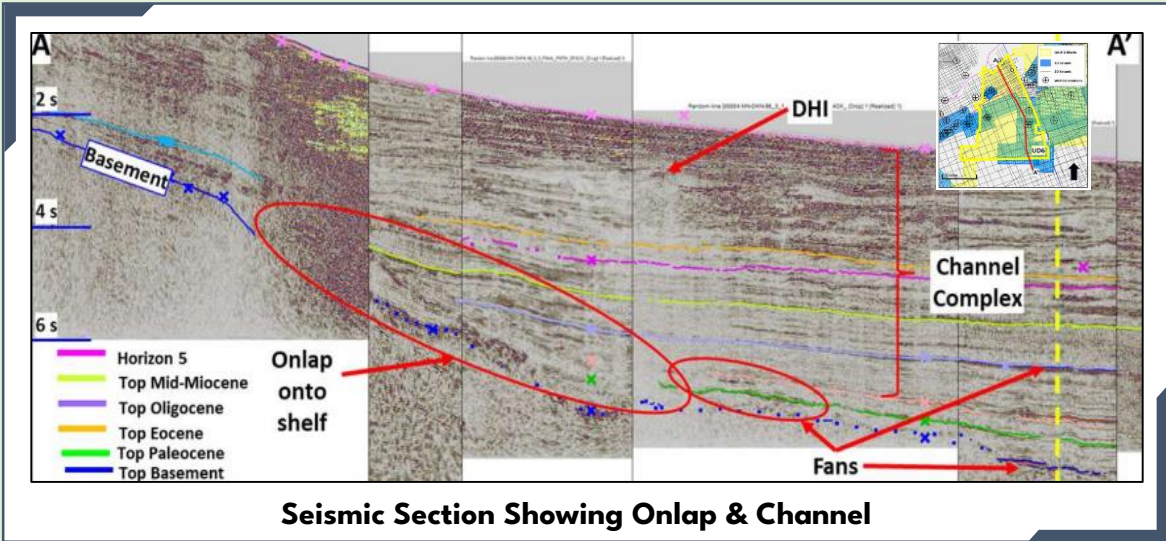 A
A'
DHI
2 s
Basement
UD6
4 s
Channel
Complex
6 s
Horizon 5
Top Mid-Miocene
Top Oligocene
Top Eocene
Top Paleocene
Top Basement
Onlap
onto
shelf
Fans
Seismic Section Showing Onlap & Channel